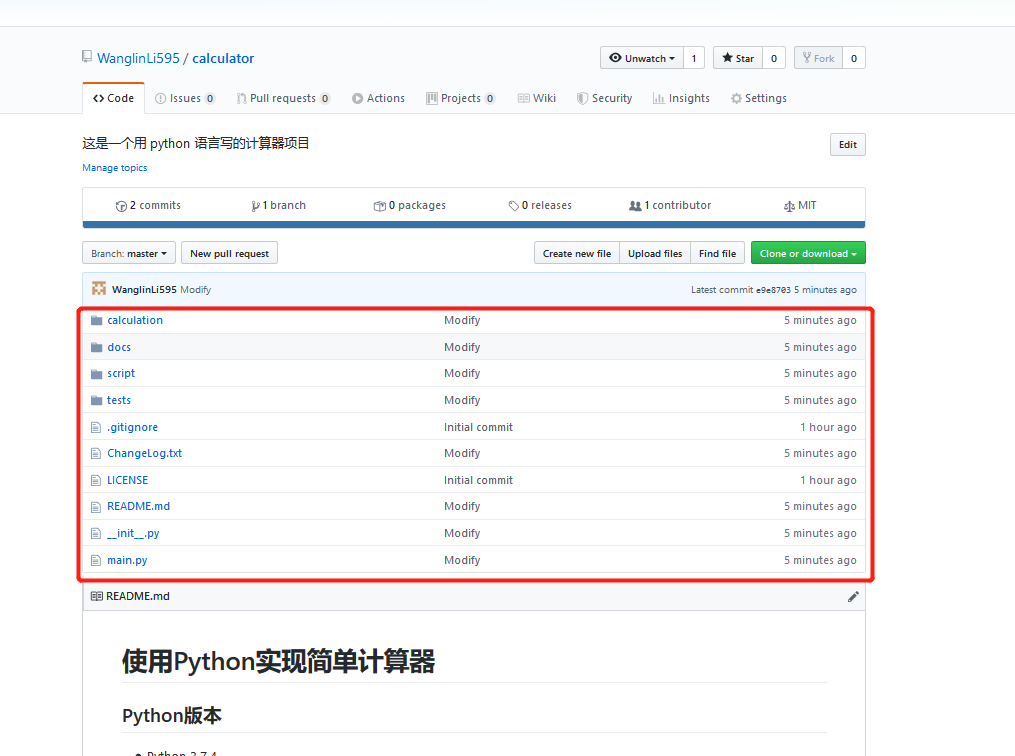 WanglinLi595 / calculator
Unwatch 1 Star 0 Fork 0
Code Issues 0 Pull requests 0 Actions Projects 0 Wiki Security Insights Settings
这是一个用 python 语言写的计算器项目
Edit
Manage topics
2 commits 1 branch 0 packages 0 releases 1 contributor MIT
Branch: master New pull request Create new file Upload files Find file Clone or download
WanglinLi595 Modify Latest commit e9e8703 5 minutes ago
calculation Modify 5 minutes ago
docs Modify 5 minutes ago
script Modify 5 minutes ago
tests Modify 5 minutes ago
.gitignore Initial commit 1 hour ago
ChangeLog.txt Modify 5 minutes ago
LICENSE Initial commit 1 hour ago
README.md Modify 5 minutes ago
__init__.py Modify 5 minutes ago
main.py Modify 5 minutes ago
README.md
使用Python实现简单计算器
Python版本
Python 3.7.4